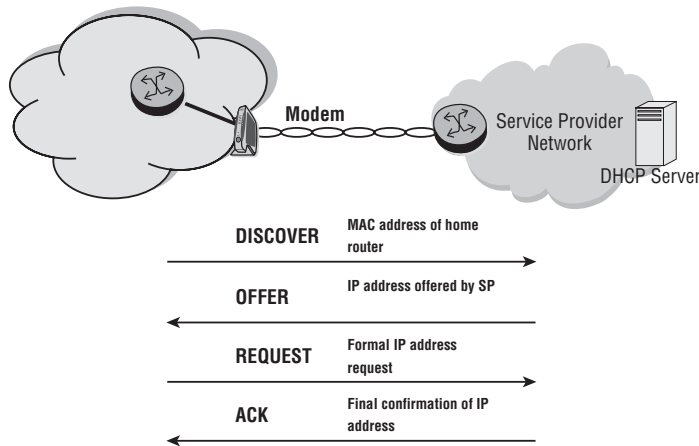 Modem
Service Provider
Network
DHCP Server
DISCOVER
MAC address of home
router
OFFER
IP address offered by SP
REQUEST
Formal IP address
request
ACK
Final confirmation of IP
address